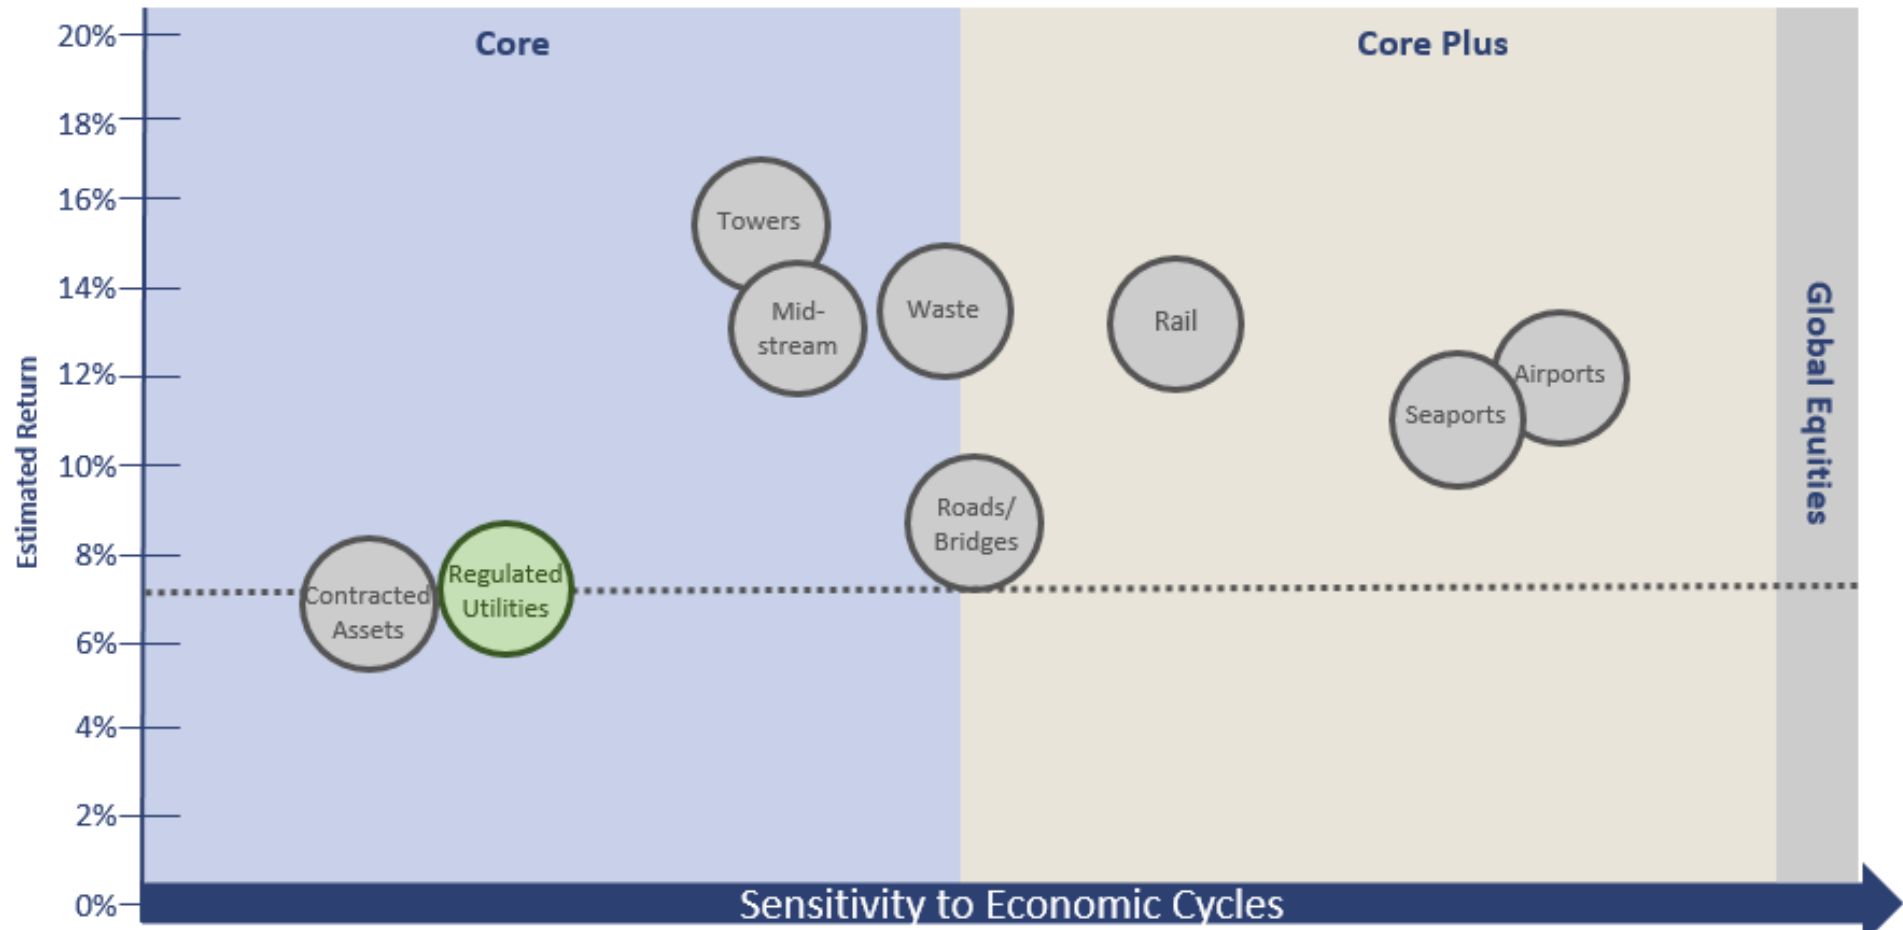 Core
Core Plus
20%
18%
16%
14%
12%
10%
8%
6%
4%
2%
0%
Estimated Return
Towers
Mid-
stream
Waste
Rail
Airports
Seaports
Roads/
Bridges
Regulated
Utilities
Contracted
Assets
Global Equities
Sensitivity to Economic Cycles